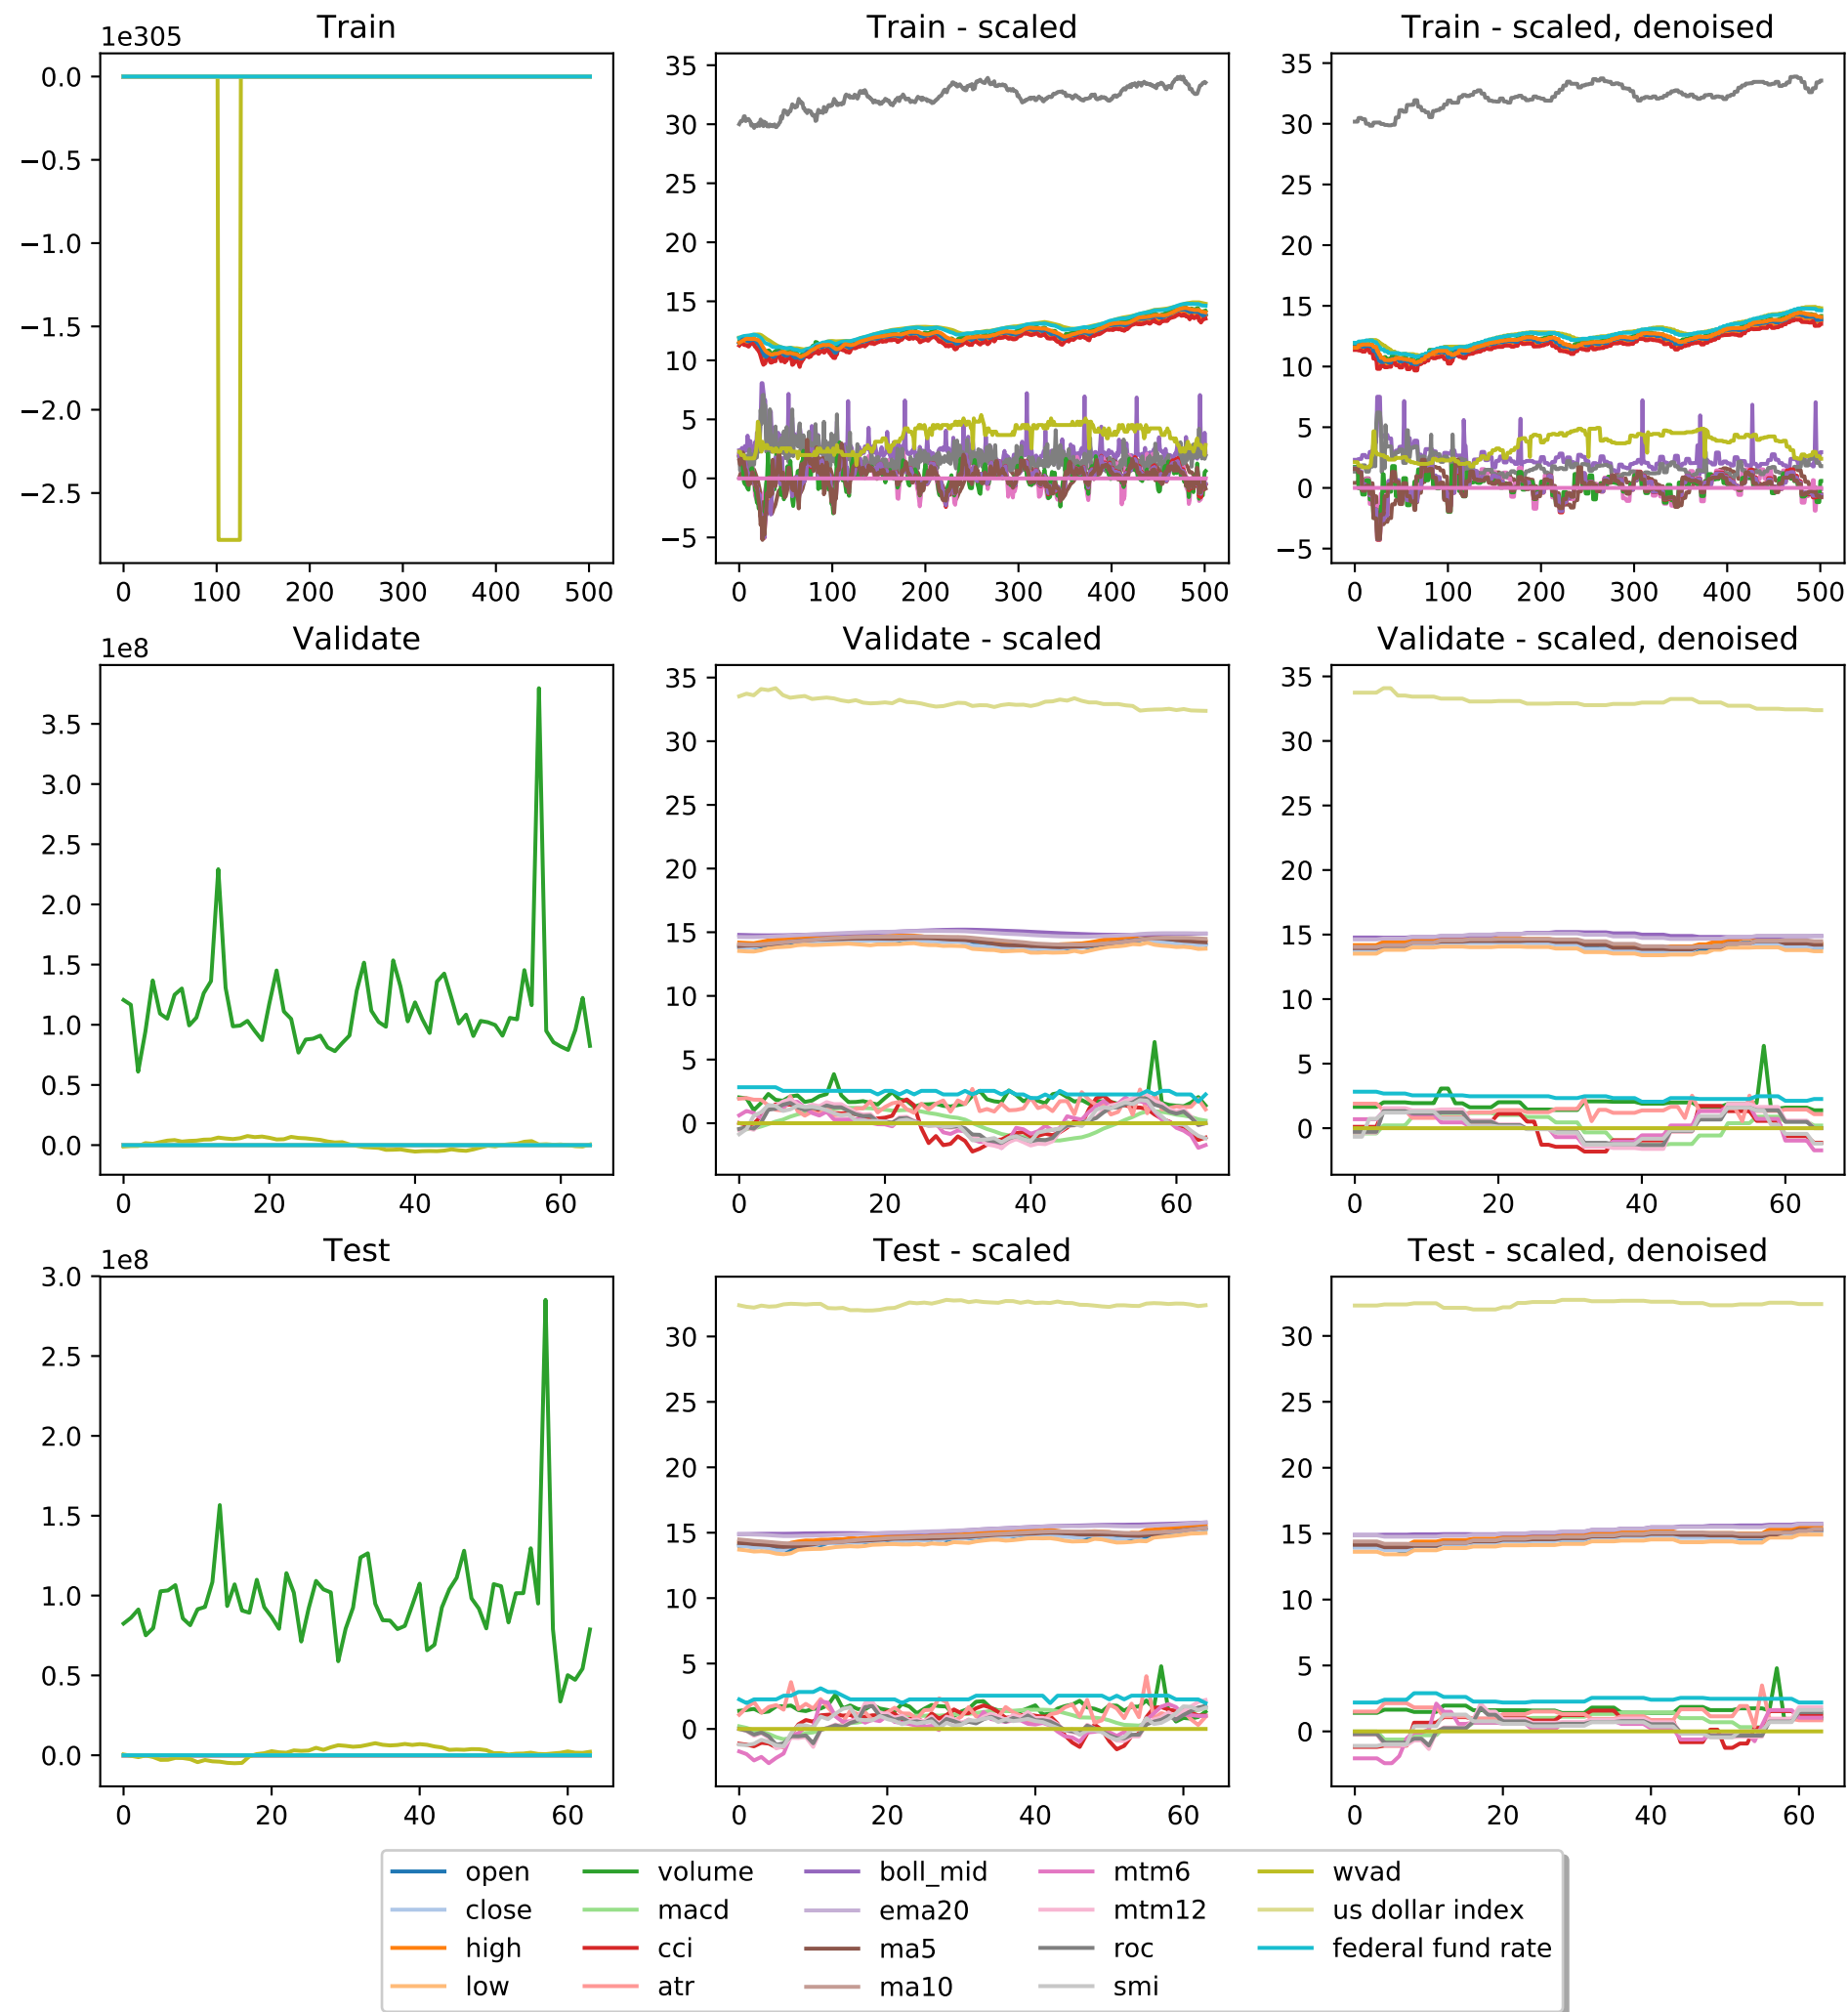 Train
Train - scaled
Train - scaled, denoised
1e305
0.0
−0.5
−1.0
−1.5
−2.0
−2.5
0 100 200 300 400 500
35
30
25
20
15
10
5
0
−5
0 100 200 300 400 500
35
30
25
20
15
10
5
0
−5
0 100 200 300 400 500
Validate
Validate - scaled
Validate - scaled, denoised
1e8
3.5
3.0
2.5
2.0
1.5
1.0
0.5
0.0
0 20 40 60
35
30
25
20
15
10
5
0
0 20 40 60
35
30
25
20
15
10
5
0
0 20 40 60
Test
Test - scaled
Test - scaled, denoised
1e8
3.0
2.5
2.0
1.5
1.0
0.5
0.0
0 20 40 60
30
25
20
15
10
5
0
0 20 40 60
30
25
20
15
10
5
0
0 20 40 60
open volume boll_mid mtm6 wvad
close macd ema20 mtm12 us dollar index
high cci ma5 roc federal fund rate
low atr ma10 smi